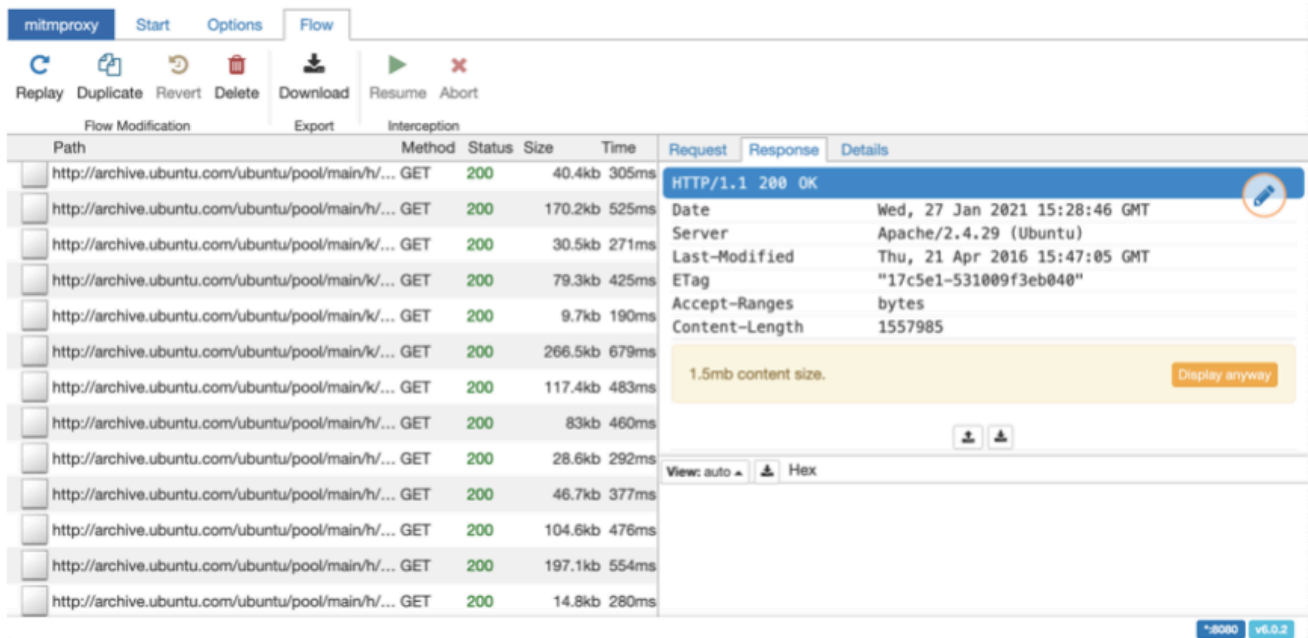 mitmproxy Start Options Flow
Replay Duplicate Revert Delete Download Resume Abort
Flow Modification Export Interception
Path Method Status Size Time
http://archive.ubuntu.com/ubuntu/pool/main/h/... GET 200 40.4kb 305ms
http://archive.ubuntu.com/ubuntu/pool/main/h/... GET 200 170.2kb 525ms
http://archive.ubuntu.com/ubuntu/pool/main/k/... GET 200 30.5kb 271ms
http://archive.ubuntu.com/ubuntu/pool/main/k/... GET 200 79.3kb 425ms
http://archive.ubuntu.com/ubuntu/pool/main/k/... GET 200 9.7kb 190ms
http://archive.ubuntu.com/ubuntu/pool/main/k/... GET 200 266.5kb 679ms
http://archive.ubuntu.com/ubuntu/pool/main/k/... GET 200 117.4kb 483ms
http://archive.ubuntu.com/ubuntu/pool/main/h/... GET 200 83kb 460ms
http://archive.ubuntu.com/ubuntu/pool/main/h/... GET 200 28.6kb 292ms
http://archive.ubuntu.com/ubuntu/pool/main/h/... GET 200 46.7kb 377ms
http://archive.ubuntu.com/ubuntu/pool/main/h/... GET 200 104.6kb 476ms
http://archive.ubuntu.com/ubuntu/pool/main/h/... GET 200 197.1kb 554ms
http://archive.ubuntu.com/ubuntu/pool/main/h/... GET 200 14.8kb 280ms
Request Response Details
HTTP/1.1 200 OK
Date Wed, 27 Jan 2021 15:28:46 GMT
Server Apache/2.4.29 (Ubuntu)
Last-Modified Thu, 21 Apr 2016 15:47:05 GMT
ETag "17c5e1-531009f3eb040"
Accept-Ranges bytes
Content-Length 1557985
1.5mb content size. Display anyway
View: auto Hex
*:8080 v6.0.2